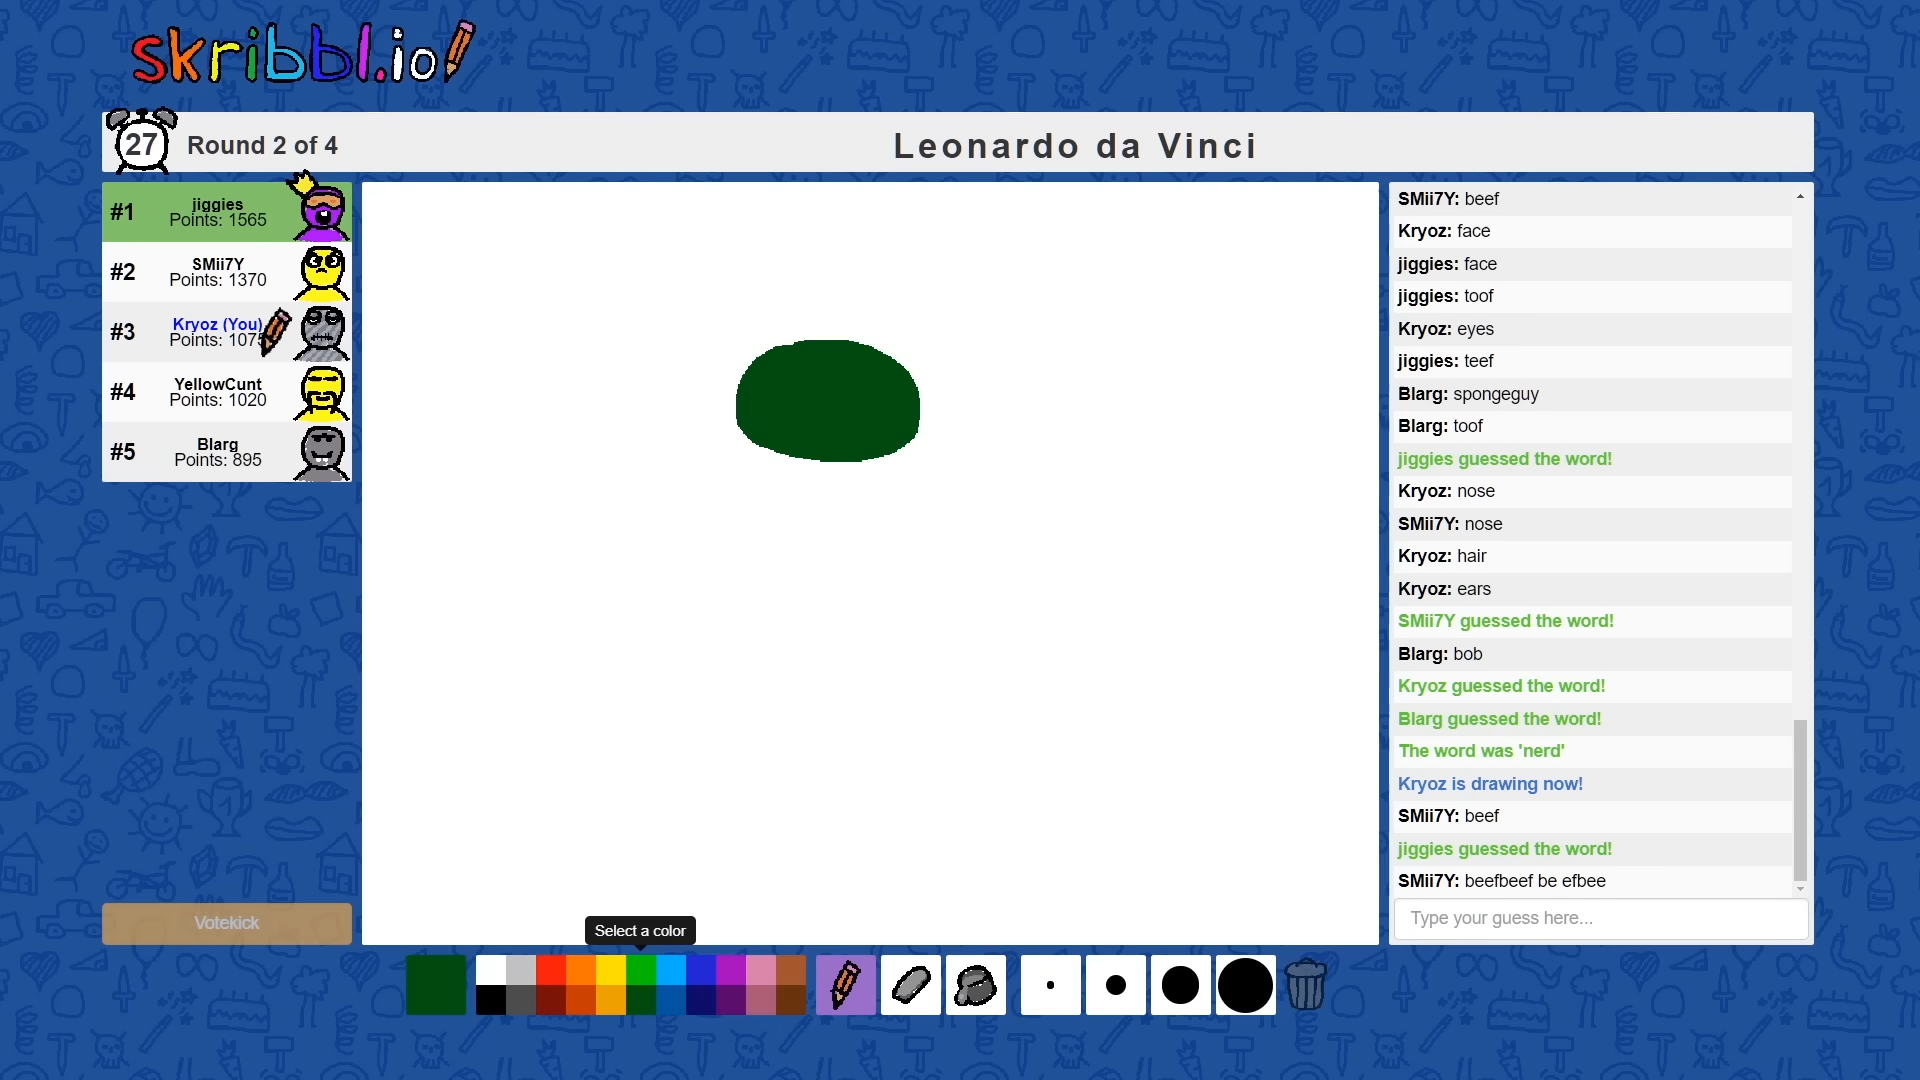 skribbl.io
27
Round 2 of 4
Leonardo da Vinci
#1
jiggies
Points: 1565
#2
SMii7Y
Points: 1370
#3
Kryoz (You)
Points: 1075
#4
YellowCunt
Points: 1020
#5
Blarg
Points: 895
Votekick
SMii7Y: beef
Kryoz: face
jiggies: face
jiggies: toof
Kryoz: eyes
jiggies: teef
Blarg: spongeguy
Blarg: toof
jiggies guessed the word!
Kryoz: nose
SMii7Y: nose
Kryoz: hair
Kryoz: ears
SMii7Y guessed the word!
Blarg: bob
Kryoz guessed the word!
Blarg guessed the word!
The word was 'nerd'
Kryoz is drawing now!
SMii7Y: beef
jiggies guessed the word!
SMii7Y: beefbeef be efbee
Type your guess here...
Select a color